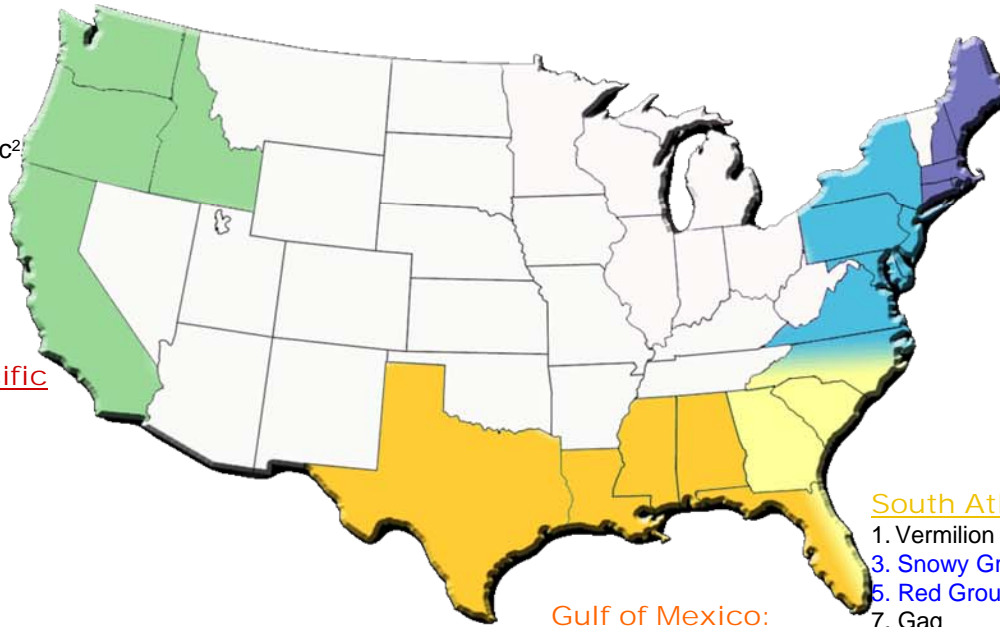 c²
ific
South At
1. Vermilion
3. Snowy Gr
5. Red Grou
7. Gag
Gulf of Mexico: